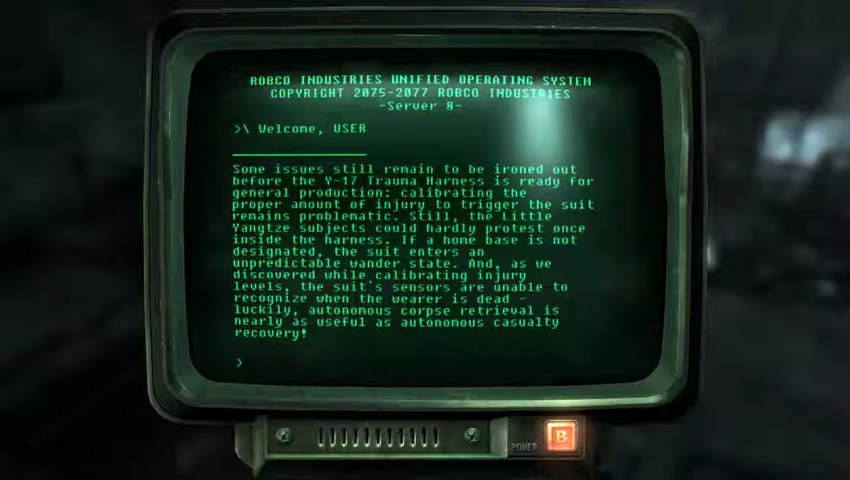 ROBCO INDUSTRIES UNIFIED OPERATING SYSTEM
COPYRIGHT 2075-2077 ROBCO INDUSTRIES
-Server 8-
>\ Welcome, USER
Some issues still remain to be ironed out
before the Y-17 Trauma Harness is ready for
general production: calibrating the
proper amount of injury to trigger the suit
remains problematic. Still, the Little
Yangtze subjects could hardly protest once
inside the harness. If a home base is not
designated, the suit enters an
unpredictable wander state. And, as we
discovered while calibrating injury
levels, the suit's sensors are unable to
recognize when the wearer is dead -
luckily, autonomous corpse retrieval is
nearly as useful as autonomous casualty
recovery!
>
POWER
B